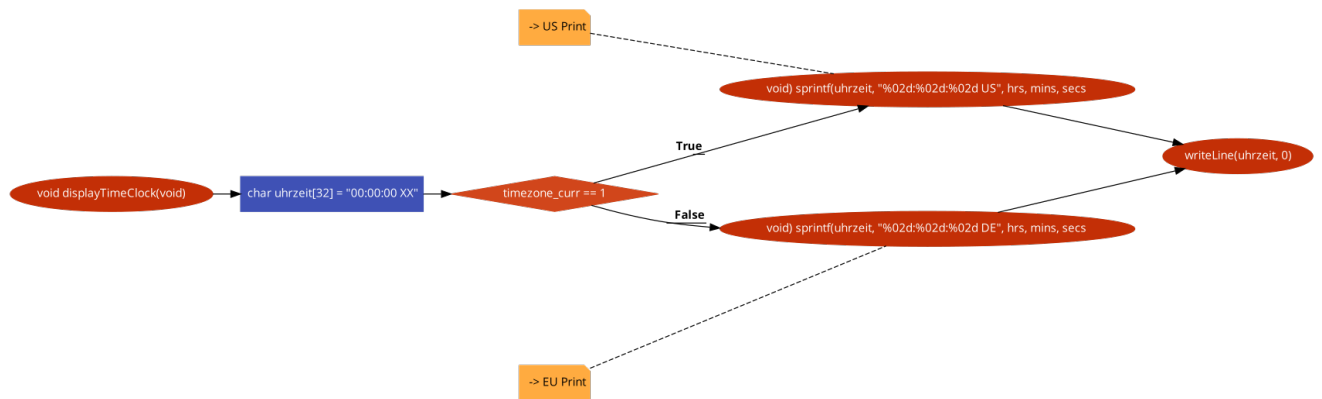 -> US Print
void) sprintf(uhrzeit, "%02d:%02d:%02d US", hrs, mins, secs
True
writeLine(uhrzeit, 0)
void displayTimeClock(void)
char uhrzeit[32] = "00:00:00 XX"
timezone_curr == 1
False
void) sprintf(uhrzeit, "%02d:%02d:%02d DE", hrs, mins, secs
-> EU Print